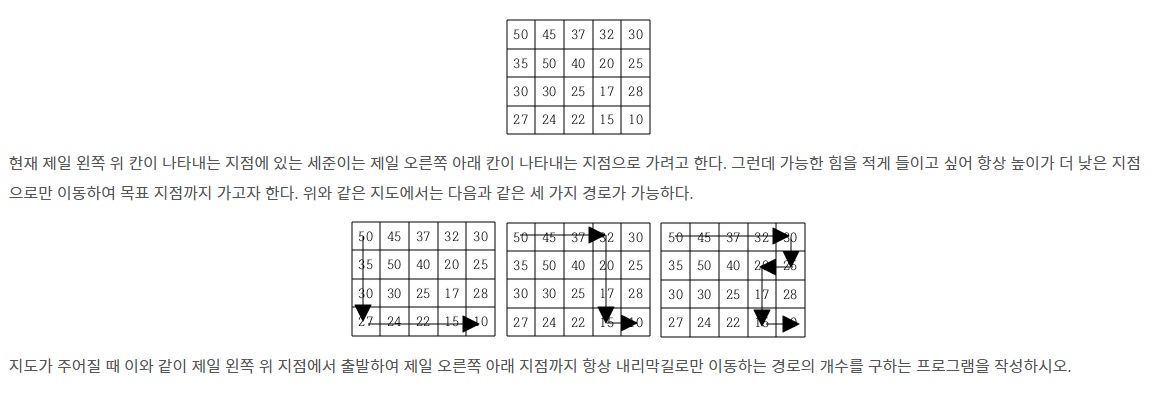 50 45 37 32 30
35 50 40 20 25
30 30 25 17 28
27 24 22 15 10
현재 제일 왼쪽 위 칸이 나타내는 지점에 있는 세준이는 제일 오른쪽 아래 칸이 나타내는 지점으로 가려고 한다. 그런데 가능한 힘을 적게 들이고 싶어 항상 높이가 더 낮은 지점
으로만 이동하여 목표 지점까지 가고자 한다. 위와 같은 지도에서는 다음과 같은 세 가지 경로가 가능하다.
50 45 37 32 30 50 45 37 32 30 50 45 37 32 30
35 50 40 20 25 35 50 40 20 25 35 50 40 20 25
30 30 25 17 28 30 30 25 17 28 30 30 25 17 28
27 24 22 15 10 27 24 22 15 10 27 24 22 15 10
지도가 주어질 때 이와 같이 제일 왼쪽 위 지점에서 출발하여 제일 오른쪽 아래 지점까지 항상 내리막길로만 이동하는 경로의 개수를 구하는 프로그램을 작성하시오.